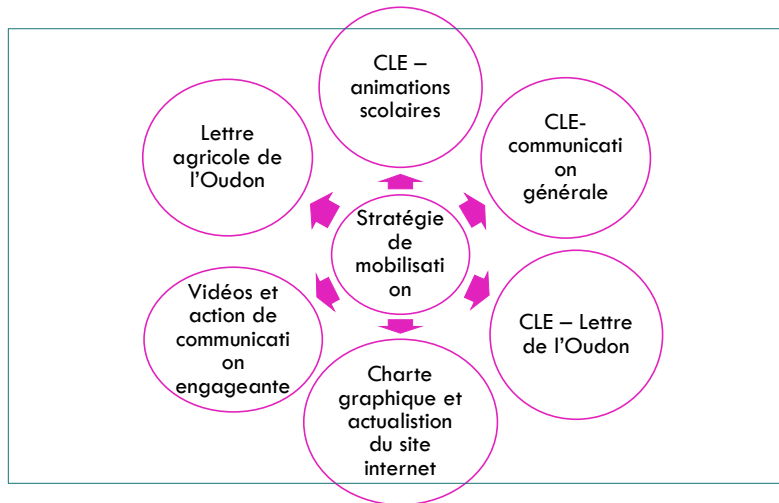 CLE –
animations
scolaires
CLE-
communicati
on
générale
CLE – Lettre
de l'Oudon
Charte
graphique et
actualistion
du site
internet
Vidéos et
action de
communicati
on
engageante
Lettre
agricole de
l'Oudon
Stratégie
de
mobilisati
on